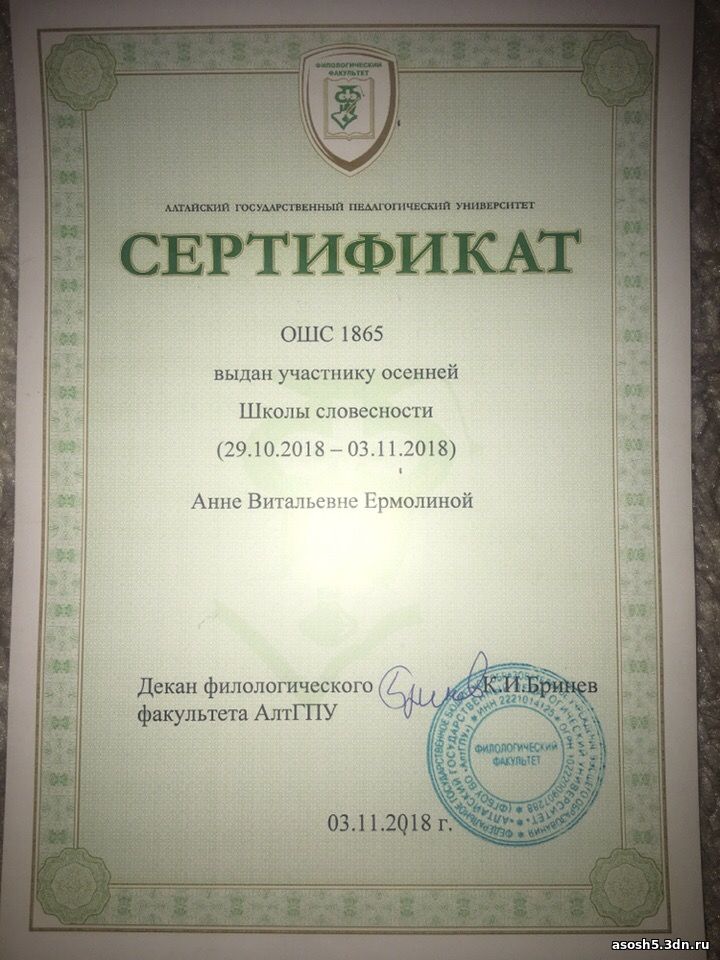 ФИЛОЛОГИЧЕСКИЙ
ФАКУЛЬТЕТ
АЛТАЙСКИЙ ГОСУДАРСТВЕННЫЙ ПЕДАГОГИЧЕСКИЙ УНИВЕРСИТЕТ
СЕРТИФИКАТ
ОШС 1865
выдан участнику осенней
Школы словесности
(29.10.2018 – 03.11.2018)
Анне Витальевне Ермолиной
Декан филологического К.И.Бринев
факультета АлтГПУ
ФИЛОЛОГИЧЕСКИЙ
ФАКУЛЬТЕТ
03.11.2018 г.
asosh5.3dn.ru